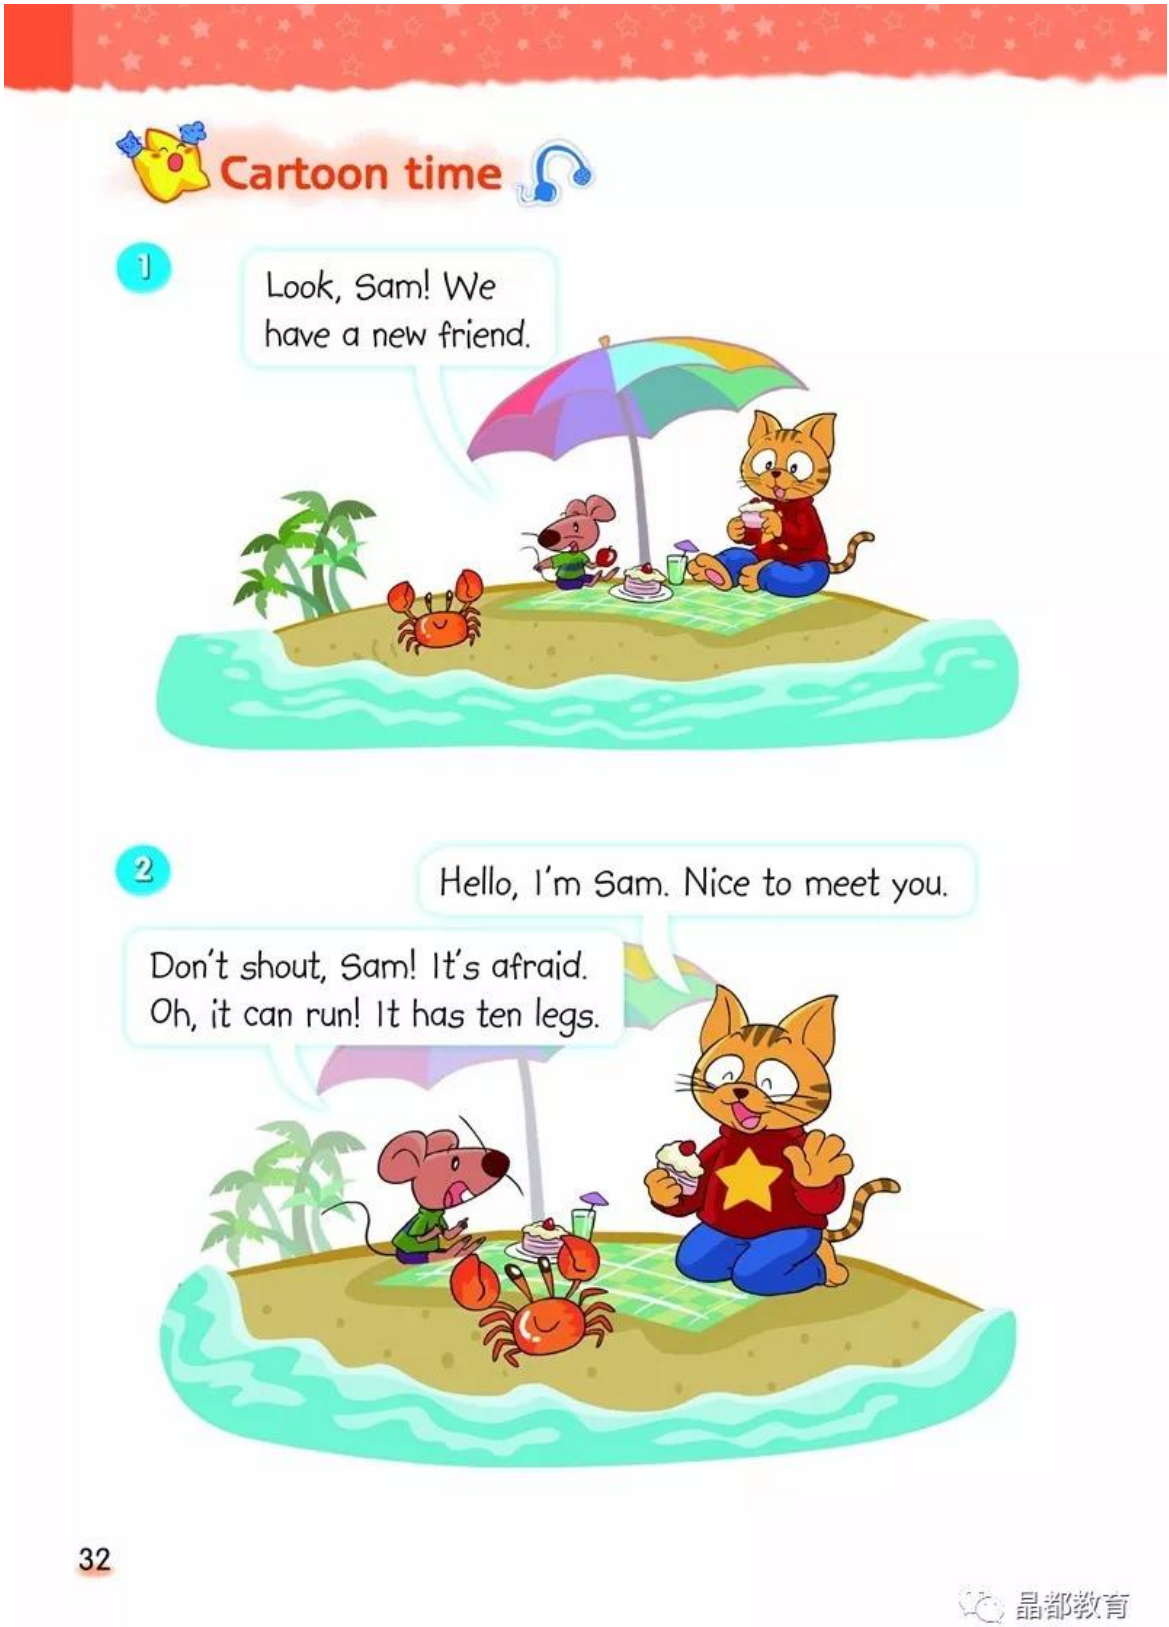 Cartoon time
1
Look, Sam! We
have a new friend.
2
Hello, I'm Sam. Nice to meet you.
Don't shout, Sam! It's afraid.
Oh, it can run! It has ten legs.
32
晶都教育